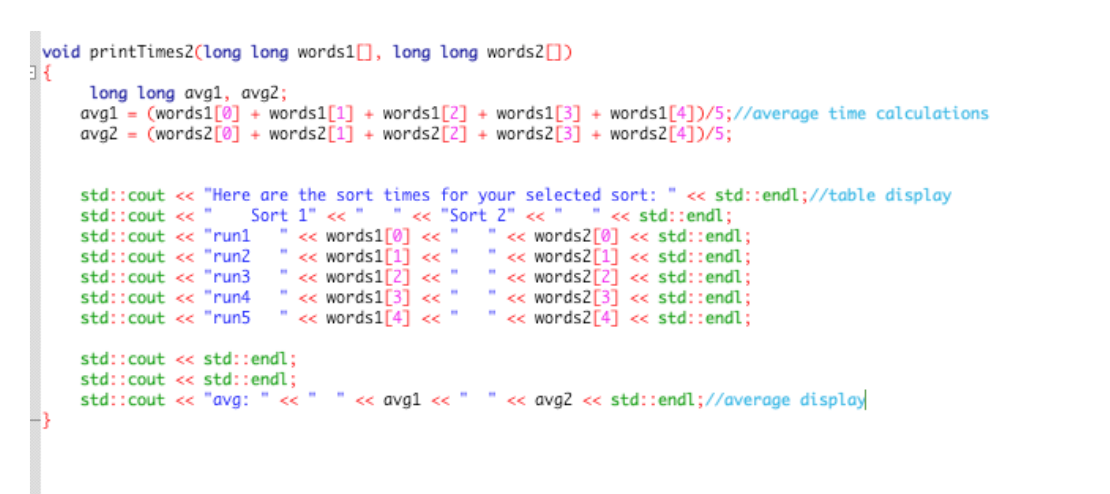 void printTimes2(long long words1[], long long words2[])
{
long long avg1, avg2;
avg1 = (words1[0] + words1[1] + words1[2] + words1[3] + words1[4])/5;//average time calculations
avg2 = (words2[0] + words2[1] + words2[2] + words2[3] + words2[4])/5;
std::cout << "Here are the sort times for your selected sort: " << std::endl;//table display
std::cout << "    Sort 1" << "   " << "Sort 2" << "   " << std::endl;
std::cout << "run1   " << words1[0] << "   " << words2[0] << std::endl;
std::cout << "run2   " << words1[1] << "   " << words2[1] << std::endl;
std::cout << "run3   " << words1[2] << "   " << words2[2] << std::endl;
std::cout << "run4   " << words1[3] << "   " << words2[3] << std::endl;
std::cout << "run5   " << words1[4] << "   " << words2[4] << std::endl;
std::cout << std::endl;
std::cout << std::endl;
std::cout << "avg: " << "  " << avg1 << "  " << avg2 << std::endl;//average display
}